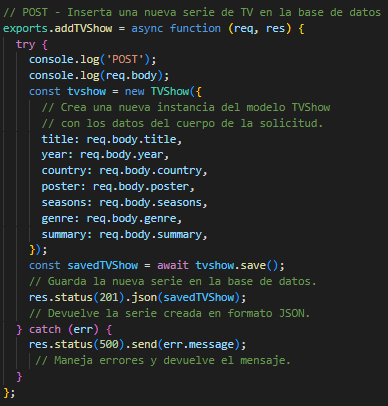 // POST - Inserta una nueva serie de TV en la base de datos
exports.addTVShow = async function (req, res) {
  try {
    console.log('POST');
    console.log(req.body);
    const tvshow = new TVShow({
      // Crea una nueva instancia del modelo TVShow
      // con los datos del cuerpo de la solicitud.
      title: req.body.title,
      year: req.body.year,
      country: req.body.country,
      poster: req.body.poster,
      seasons: req.body.seasons,
      genre: req.body.genre,
      summary: req.body.summary,
    });
    const savedTVShow = await tvshow.save();
    // Guarda la nueva serie en la base de datos.
    res.status(201).json(savedTVShow);
    // Devuelve la serie creada en formato JSON.
  } catch (err) {
    res.status(500).send(err.message);
     // Maneja errores y devuelve el mensaje.
  }
};